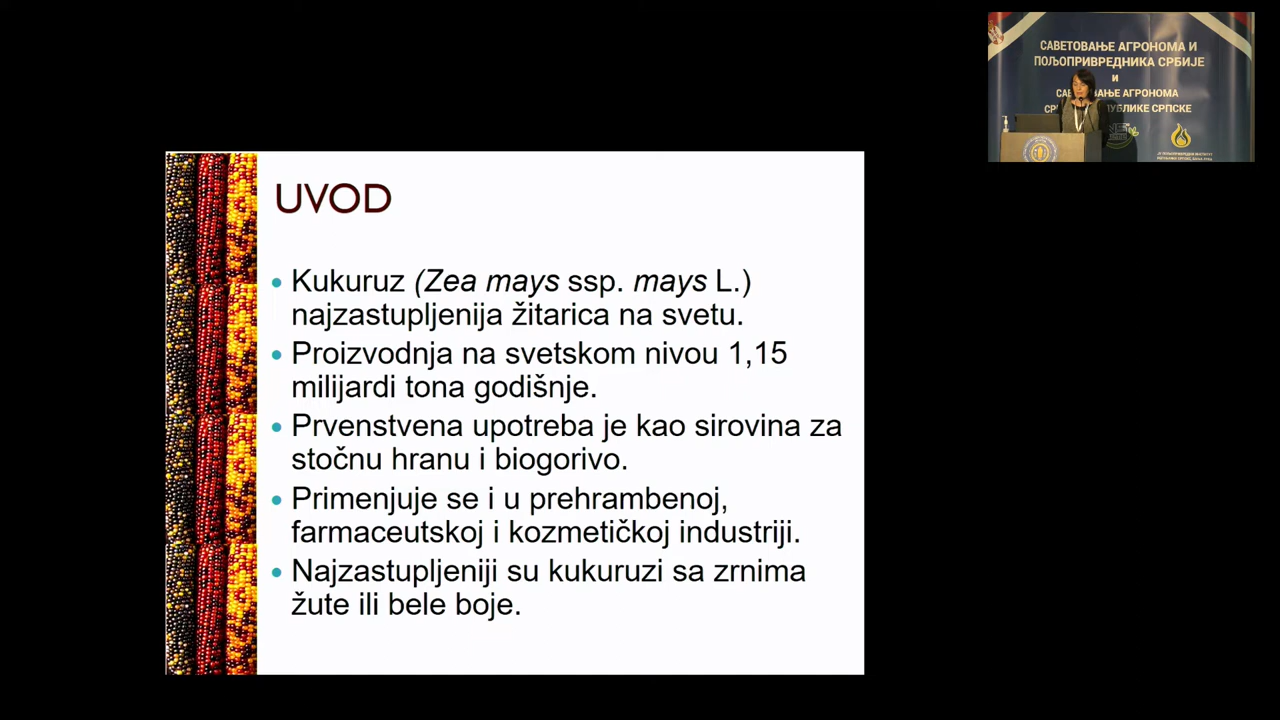 UVOD
• Kukuruz (Zea mays ssp. mays L.)
najzastupljenija žitarica na svetu.
• Proizvodnja na svetskom nivou 1,15
milijardi tona godišnje.
• Prvenstvena upotreba je kao sirovina za
stočnu hranu i biogorivo.
• Primenjuje se i u prehrambenoj,
farmaceutskoj i kozmetičkoj industriji.
• Najzastupljeniji su kukuruzi sa zrnima
žute ili bele boje.
САВЕТОВАЊЕ АГРОНОМА И
ПОЉОПРИВРЕДНИКА СРБИЈЕ
И
АГРОНОМА
СРПСКЕ